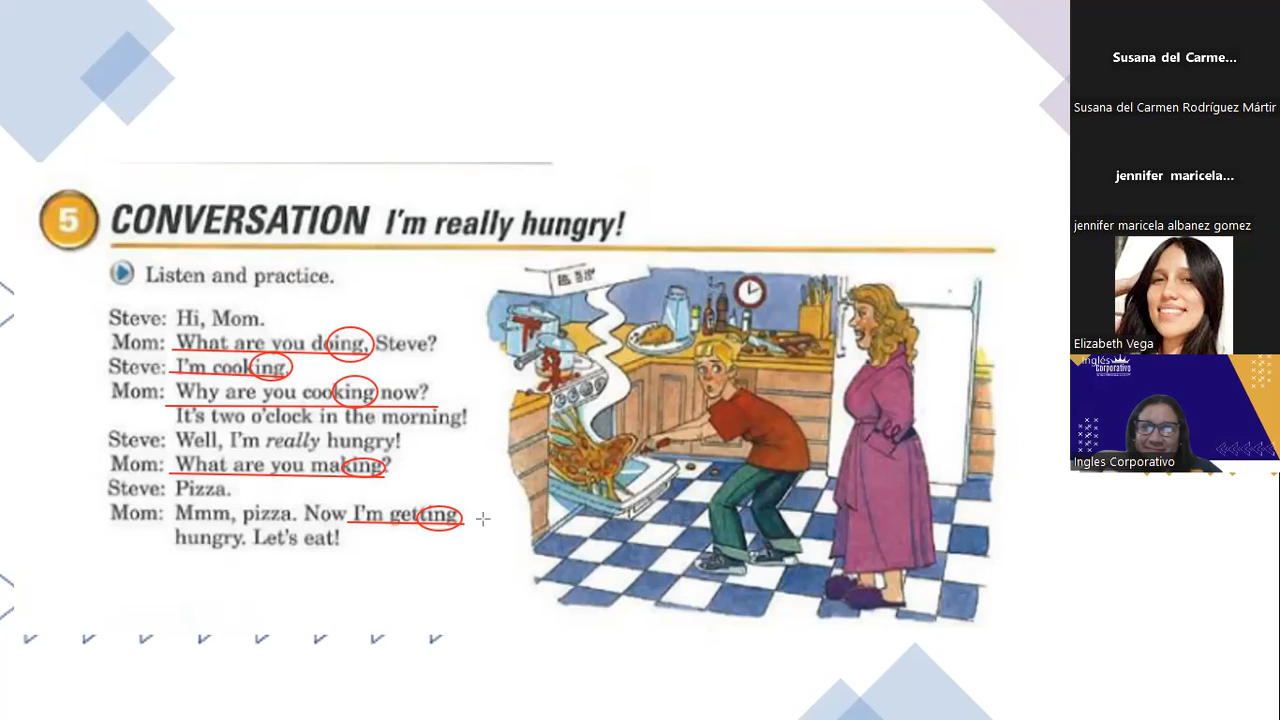 5 CONVERSATION I'm really hungry!
Listen and practice.
Steve: Hi, Mom.
Mom: What are you doing, Steve?
Steve: I'm cooking.
Mom: Why are you cooking now?
It's two o'clock in the morning!
Steve: Well, I'm really hungry!
Mom: What are you making?
Steve: Pizza.
Mom: Mmm, pizza. Now I'm getting
hungry. Let's eat!
Susana del Carme...
Susana del Carmen Rodríguez Mártir
jennifer maricela...
jennifer maricela albanez gomez
Elizabeth Vega
Inglés
Corporativo
Ingles Corporativo